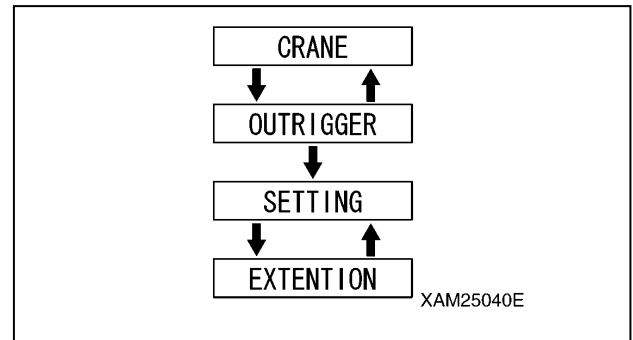 CRANE
OUTRIGGER
SETTING
EXTENTION
XAM25040E